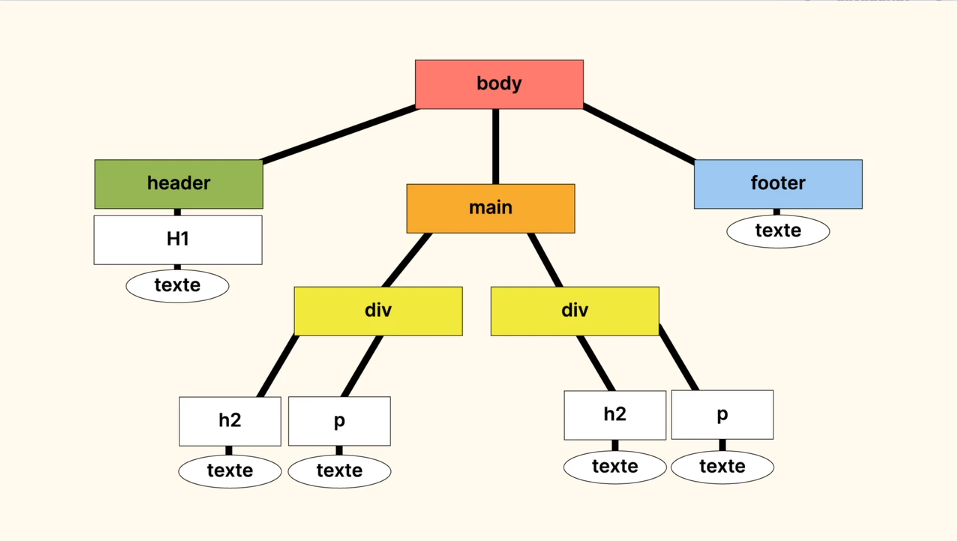 body
header
main
footer
H1
texte
texte
div
div
h2
p
h2
p
texte
texte
texte
texte